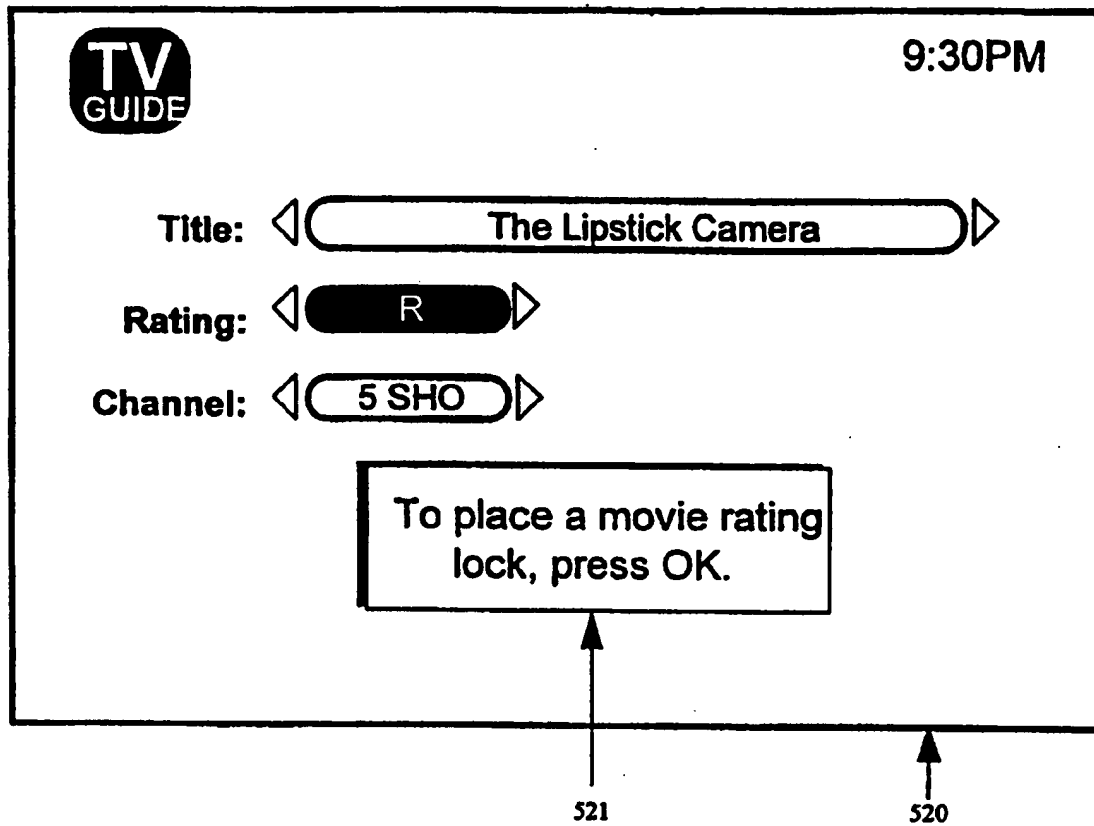 TV
GUIDE
9:30PM
Title: The Lipstick Camera
Rating: R
Channel: 5 SHO
To place a movie rating
lock, press OK.
521
520